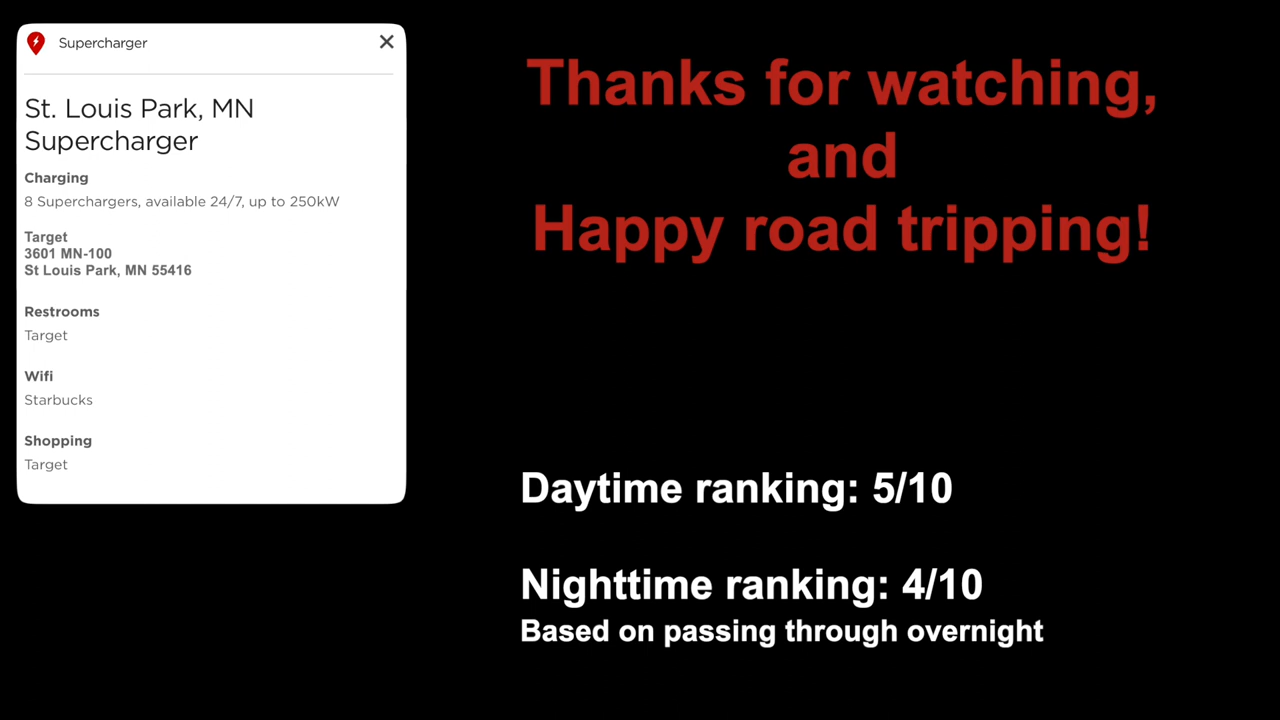 Supercharger
St. Louis Park, MN
Supercharger
Charging
8 Superchargers, available 24/7, up to 250kW
Target
3601 MN-100
St Louis Park, MN 55416
Restrooms
Target
Wifi
Starbucks
Shopping
Target
Thanks for watching,
and
Happy road tripping!
Daytime ranking: 5/10
Nighttime ranking: 4/10
Based on passing through overnight